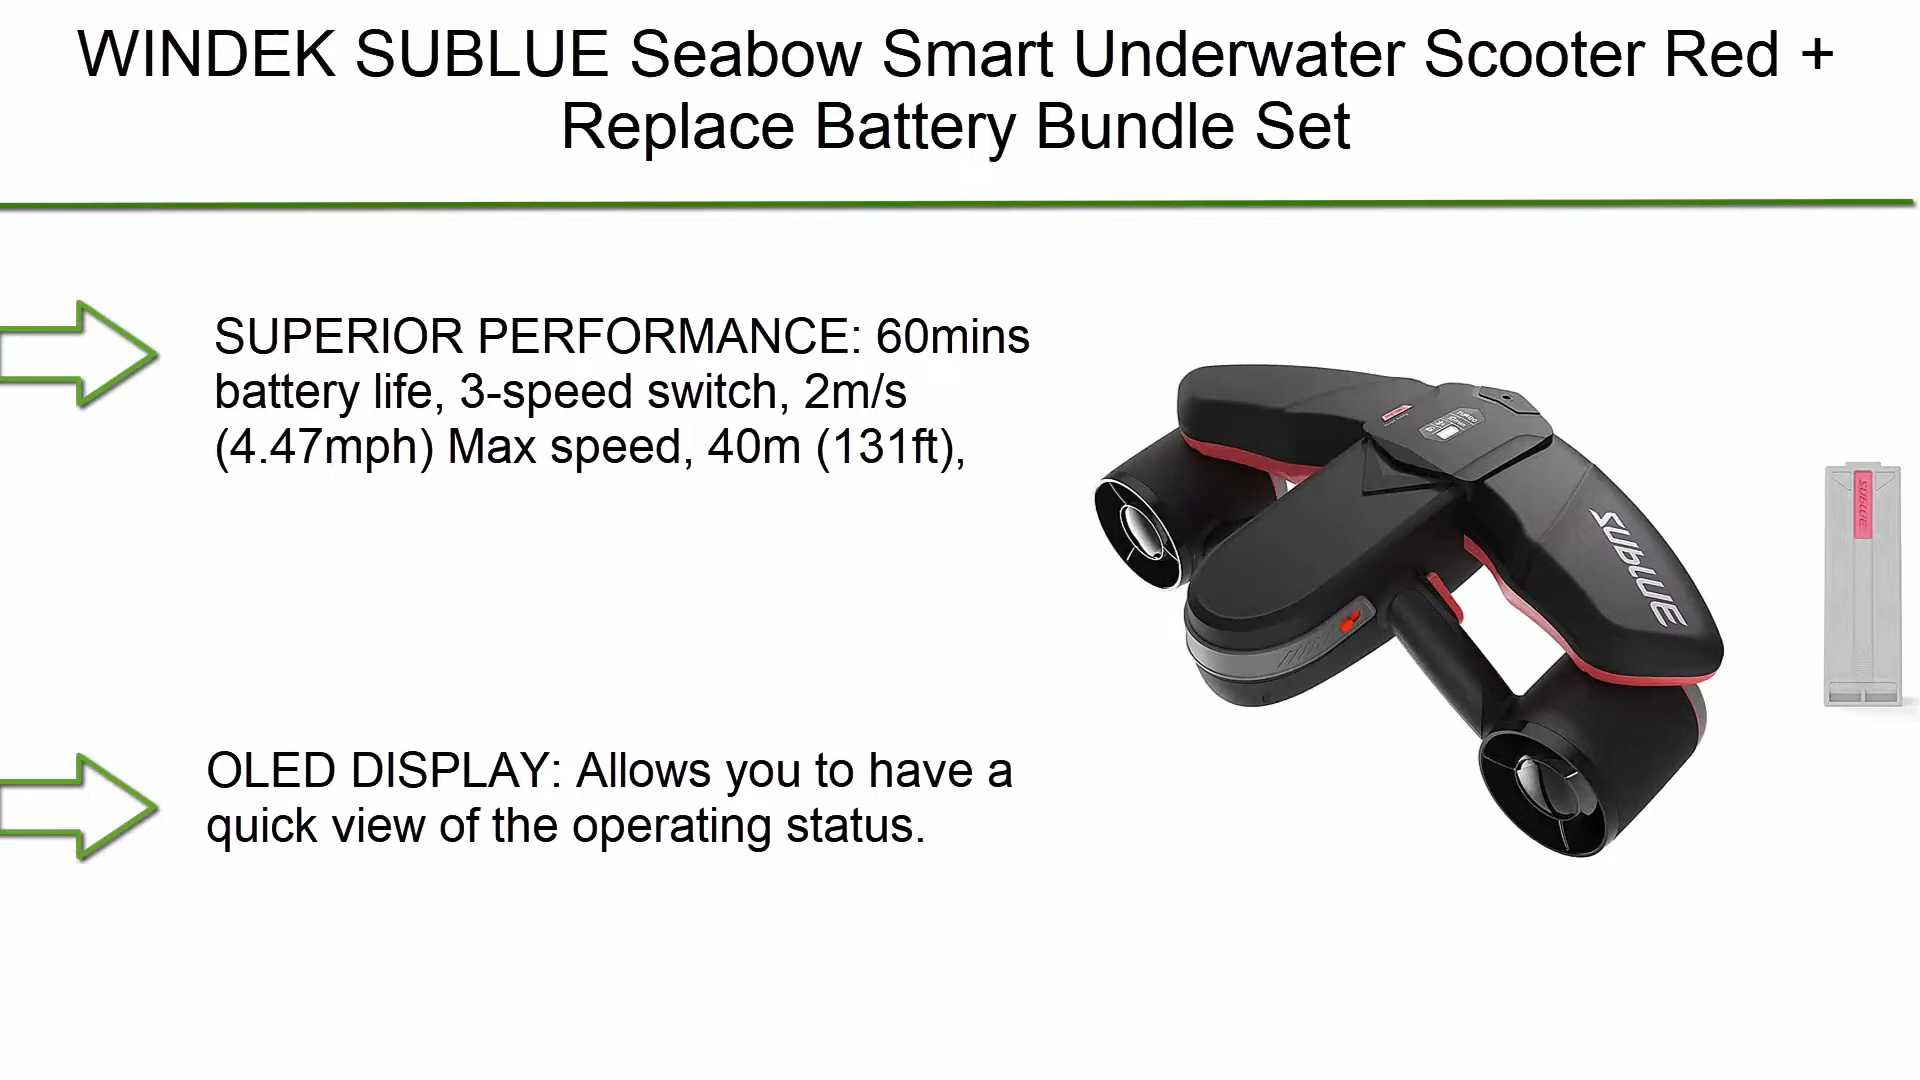 WINDEK SUBLUE Seabow Smart Underwater Scooter Red +
Replace Battery Bundle Set
SUPERIOR PERFORMANCE: 60mins
battery life, 3-speed switch, 2m/s
(4.47mph) Max speed, 40m (131ft),
OLED DISPLAY: Allows you to have a
quick view of the operating status.
TURBO
SUBLUE
SUBLUE